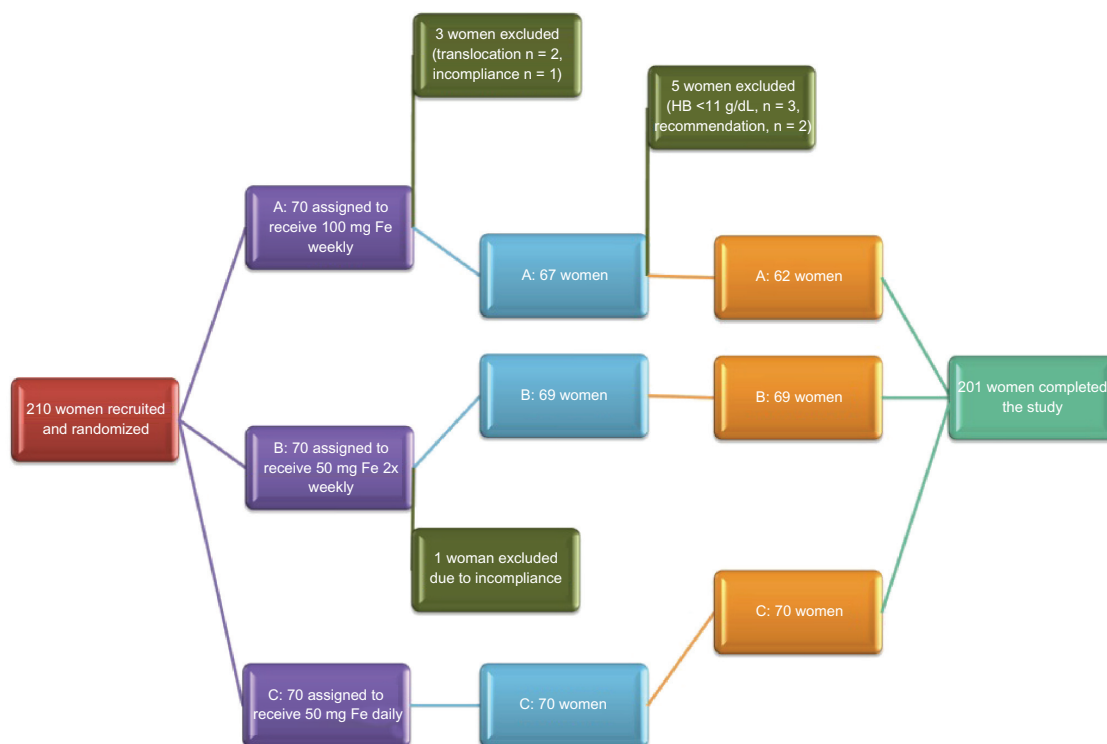 3 women excluded
(translocation n = 2,
incompliance n = 1)
5 women excluded
(HB <11 g/dL, n = 3,
recommendation, n = 2)
A: 70 assigned to
receive 100 mg Fe
weekly
A: 67 women
A: 62 women
210 women recruited
and randomized
B: 69 women
B: 69 women
201 women completed
the study
B: 70 assigned to
receive 50 mg Fe 2x
weekly
1 woman excluded
due to incompliance
C: 70 women
C: 70 assigned to
receive 50 mg Fe daily
C: 70 women